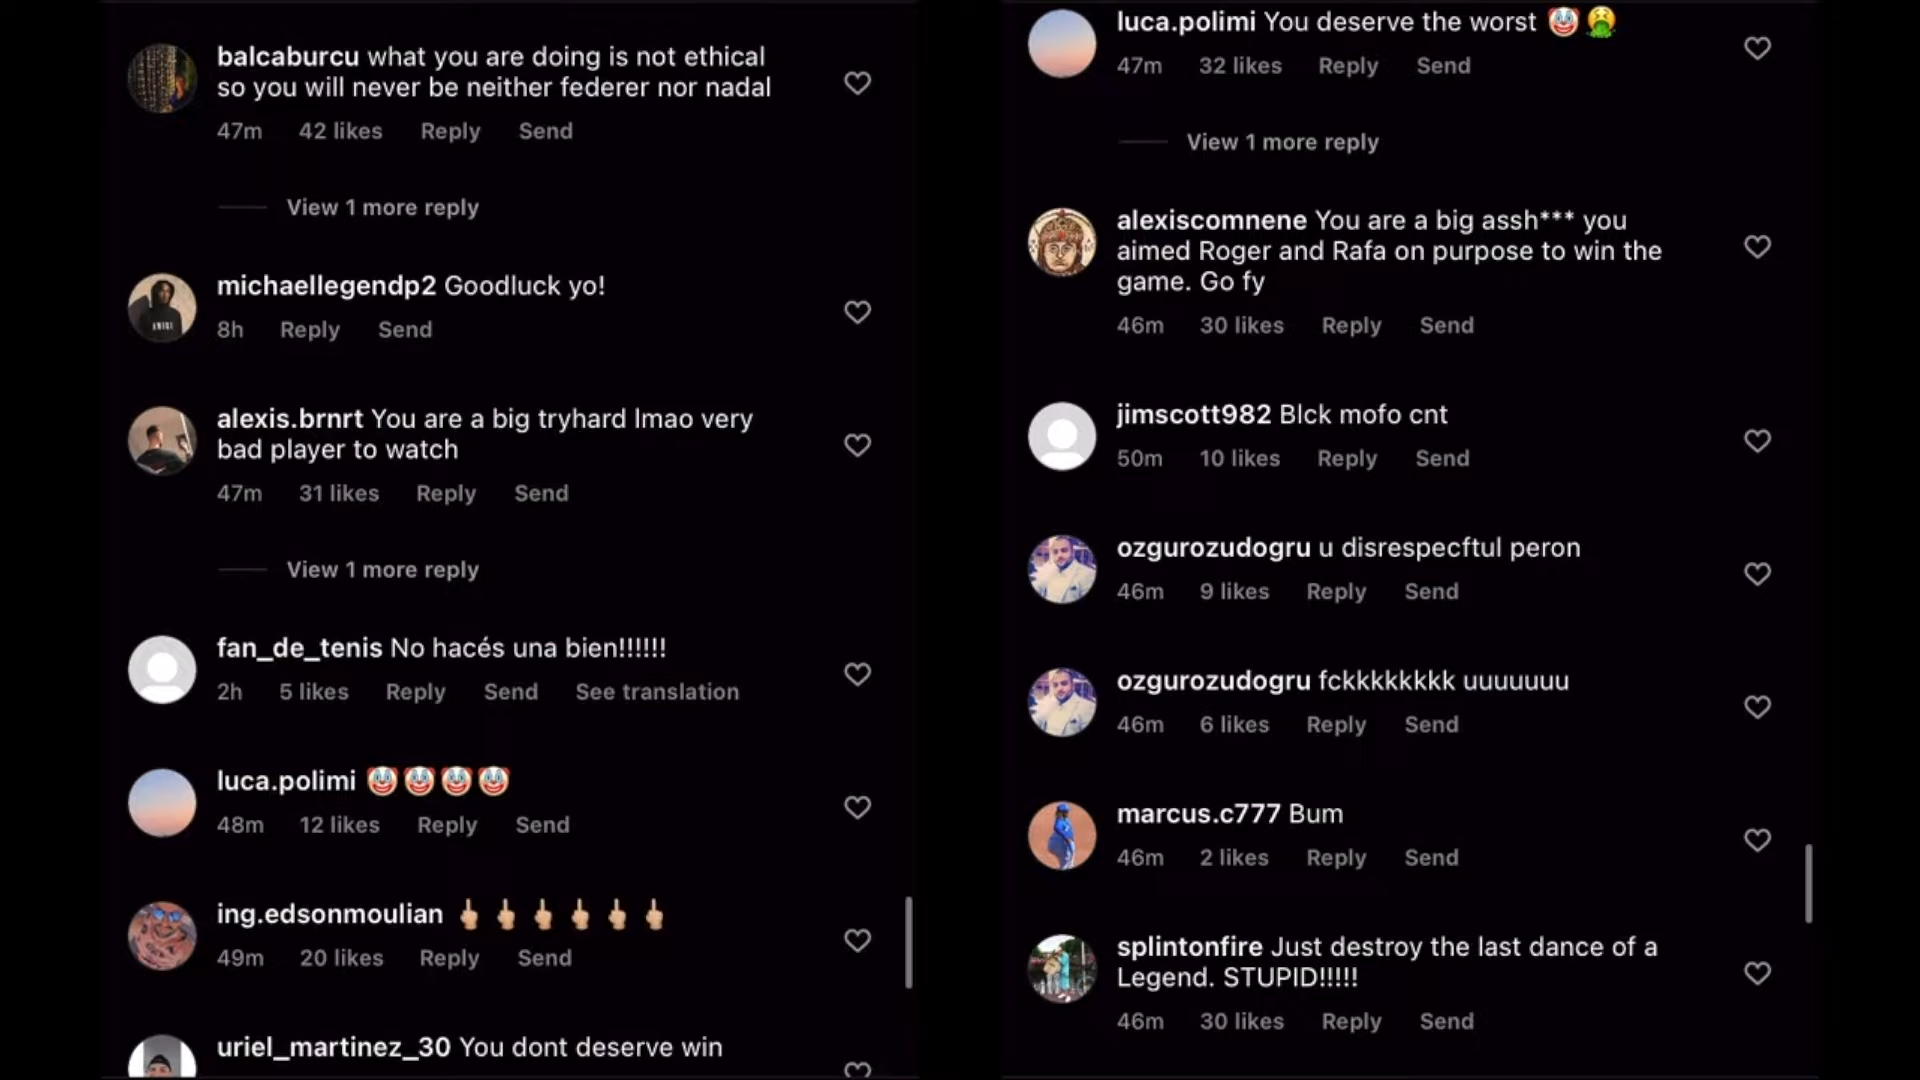 balcaburcu what you are doing is not ethical
so you will never be neither federer nor nadal
47m 42 likes Reply Send
View 1 more reply
michaellegendp2 Goodluck yo!
8h Reply Send
alexis.brnrt You are a big tryhard lmao very
bad player to watch
47m 31 likes Reply Send
View 1 more reply
fan_de_tenis No hacés una bien!!!!!!
2h 5 likes Reply Send See translation
luca.polimi 🤡🤡🤡🤡
48m 12 likes Reply Send
ing.edsonmoulian 🖕🏼🖕🏼🖕🏼🖕🏼🖕🏼🖕🏼
49m 20 likes Reply Send
uriel_martinez_30 You dont deserve win
luca.polimi You deserve the worst 🤡🤮
47m 32 likes Reply Send
View 1 more reply
alexiscomnene You are a big assh*** you
aimed Roger and Rafa on purpose to win the
game. Go fy
46m 30 likes Reply Send
jimscott982 Blck mofo cnt
50m 10 likes Reply Send
ozgurozudogru u disrespecftul peron
46m 9 likes Reply Send
ozgurozudogru fckkkkkkkk uuuuuuu
46m 6 likes Reply Send
marcus.c777 Bum
46m 2 likes Reply Send
splintonfire Just destroy the last dance of a
Legend. STUPID!!!!!
46m 30 likes Reply Send